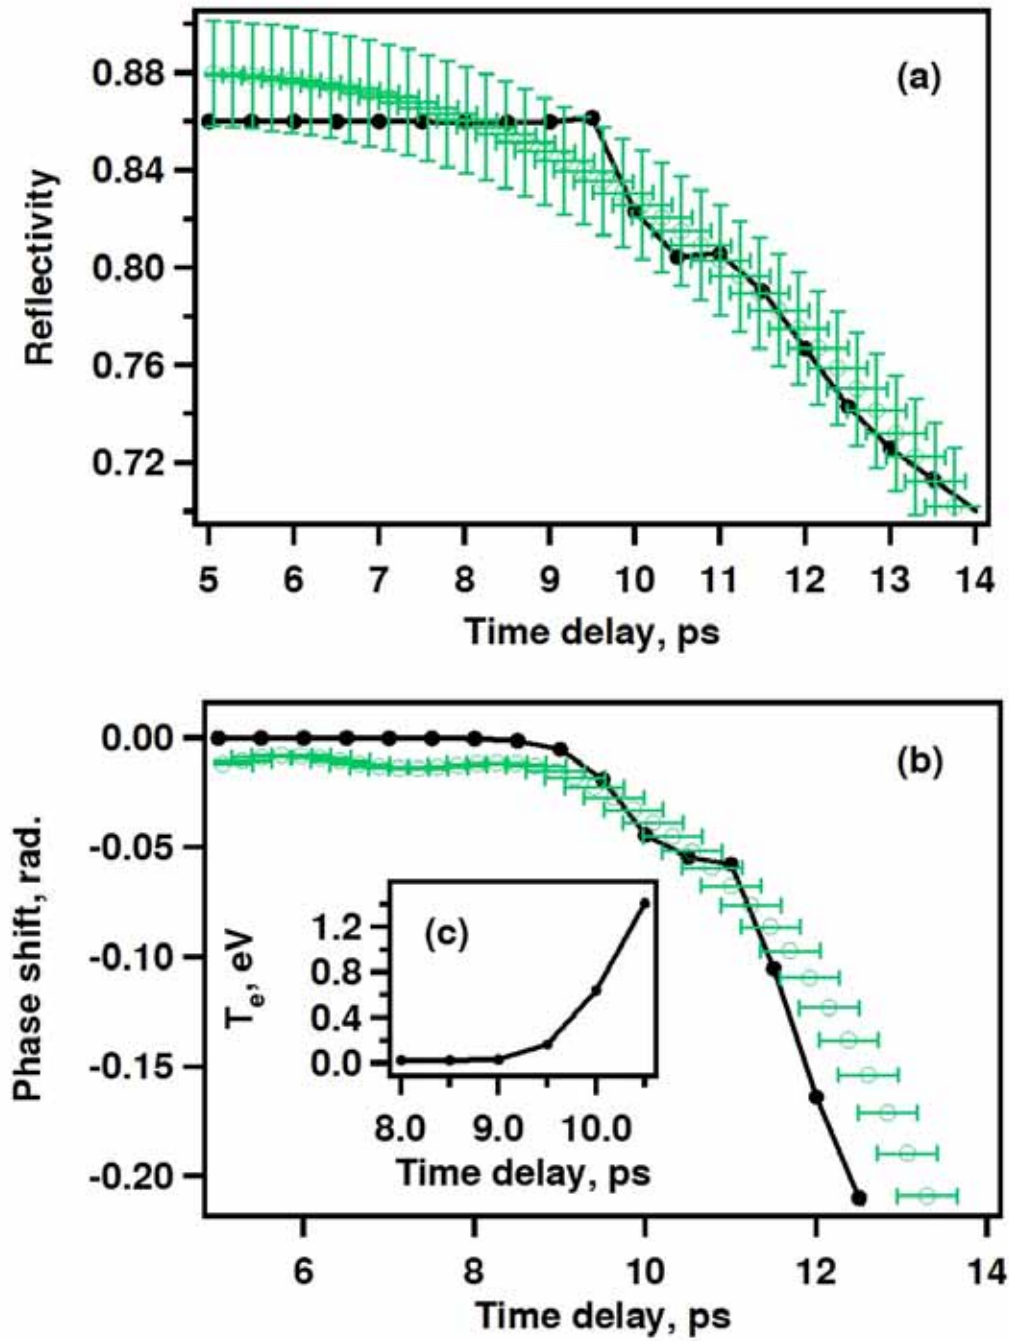 (a)
Reflectivity
0.88
0.84
0.80
0.76
0.72
5 6 7 8 9 10 11 12 13 14
Time delay, ps
(b)
Phase shift, rad.
0.00
-0.05
-0.10
-0.15
-0.20
(c)
Te, eV
1.2
0.8
0.4
0.0
8.0 9.0 10.0
Time delay, ps
6 8 10 12 14
Time delay, ps